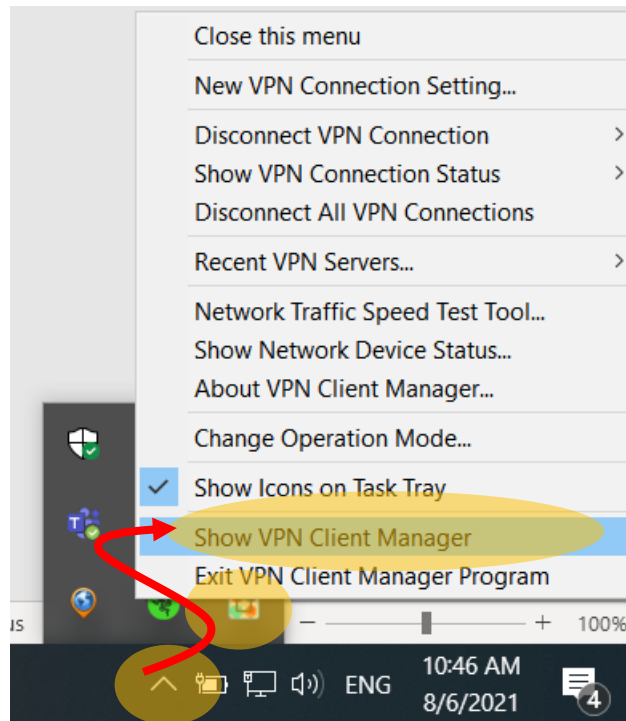 Close this menu
New VPN Connection Setting...
Disconnect VPN Connection
Show VPN Connection Status
Disconnect All VPN Connections
Recent VPN Servers...
Network Traffic Speed Test Tool...
Show Network Device Status...
About VPN Client Manager...
Change Operation Mode...
Show Icons on Task Tray
Show VPN Client Manager
Exit VPN Client Manager Program
us
100%
ENG
10:46 AM
8/6/2021
4